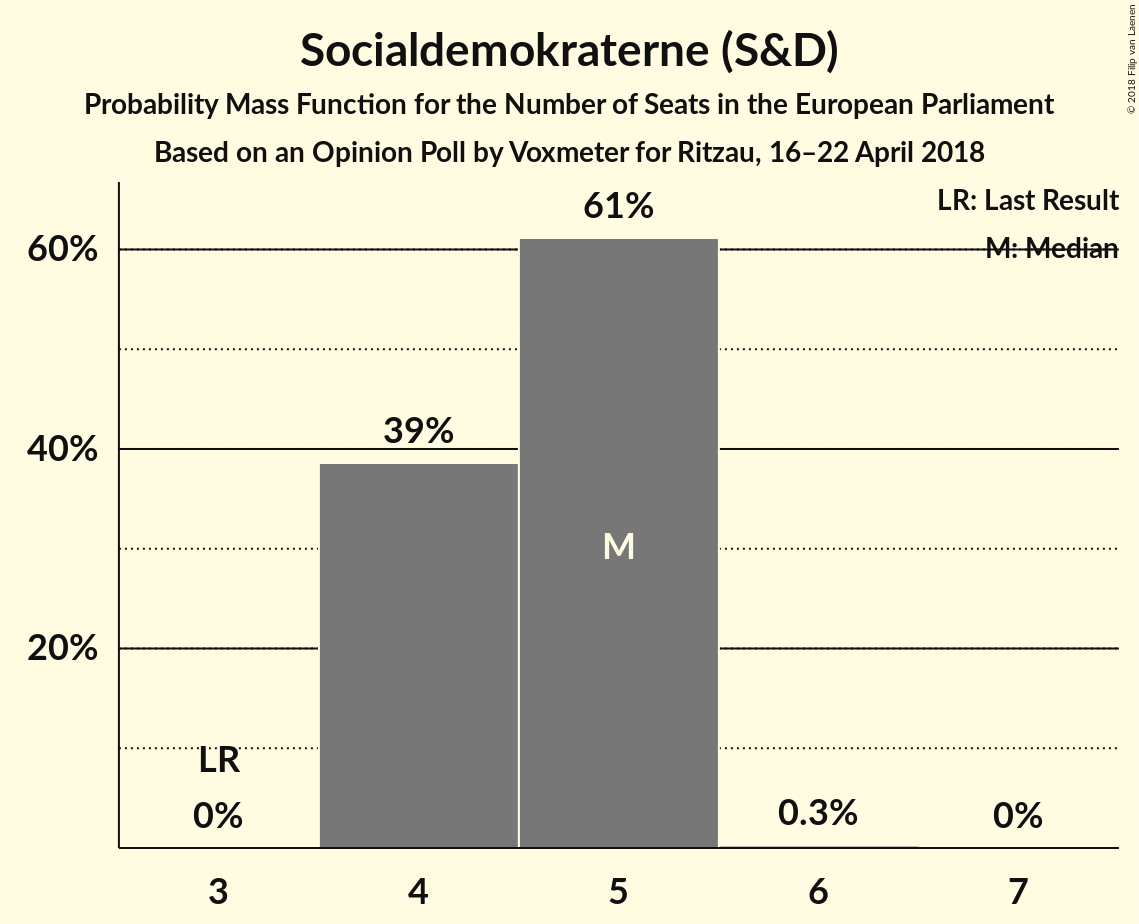 Socialdemokraterne (S&D)
Probability Mass Function for the Number of Seats in the European Parliament
Based on an Opinion Poll by Voxmeter for Ritzau, 16–22 April 2018
© 2018 Filip van Laenen
LR: Last Result
M: Median
61%
60%
39%
40%
M
20%
LR
0%
0.3%
0%
3 4 5 6 7